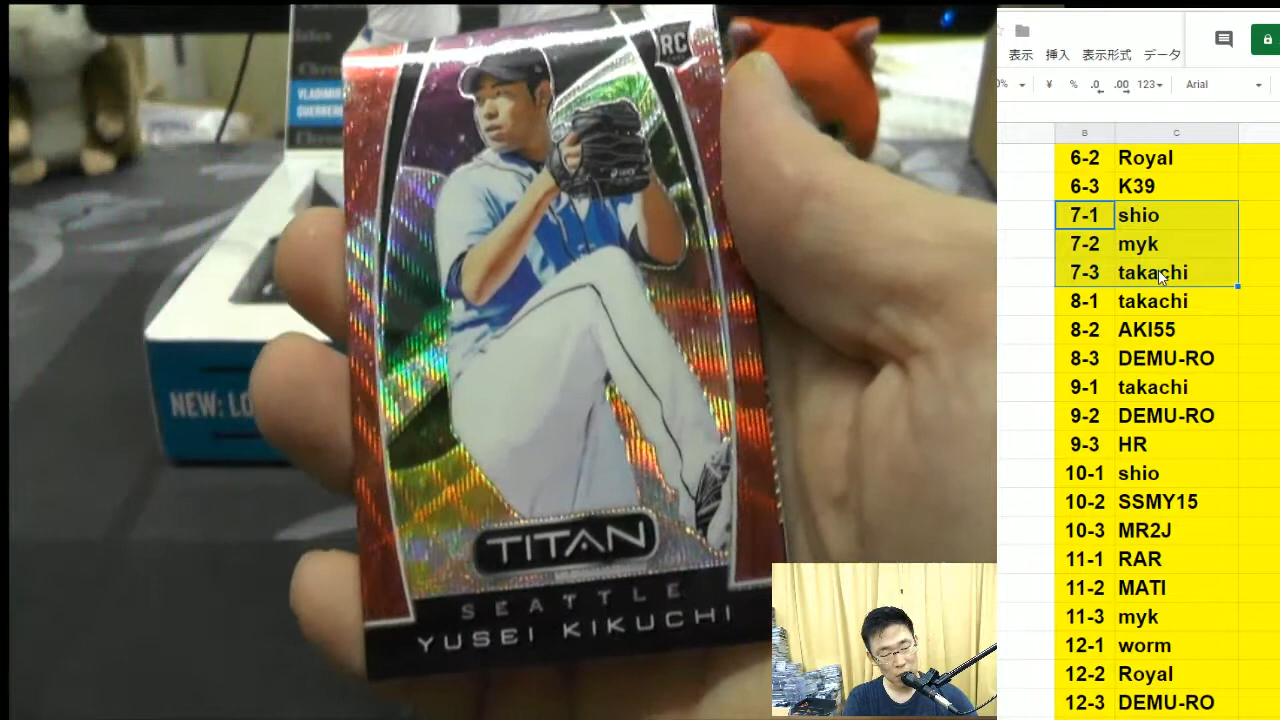 RC
VLADIMIR
GUERRERO
NEW: LO
TITAN
SEATTLE
YUSEI KIKUCHI
表示 挿入 表示形式 データ
% ¥ % .0 .00 123 Arial
B C
6-2 Royal
6-3 K39
7-1 shio
7-2 myk
7-3 takachi
8-1 takachi
8-2 AKI55
8-3 DEMU-RO
9-1 takachi
9-2 DEMU-RO
9-3 HR
10-1 shio
10-2 SSMY15
10-3 MR2J
11-1 RAR
11-2 MATI
11-3 myk
12-1 worm
12-2 Royal
12-3 DEMU-RO